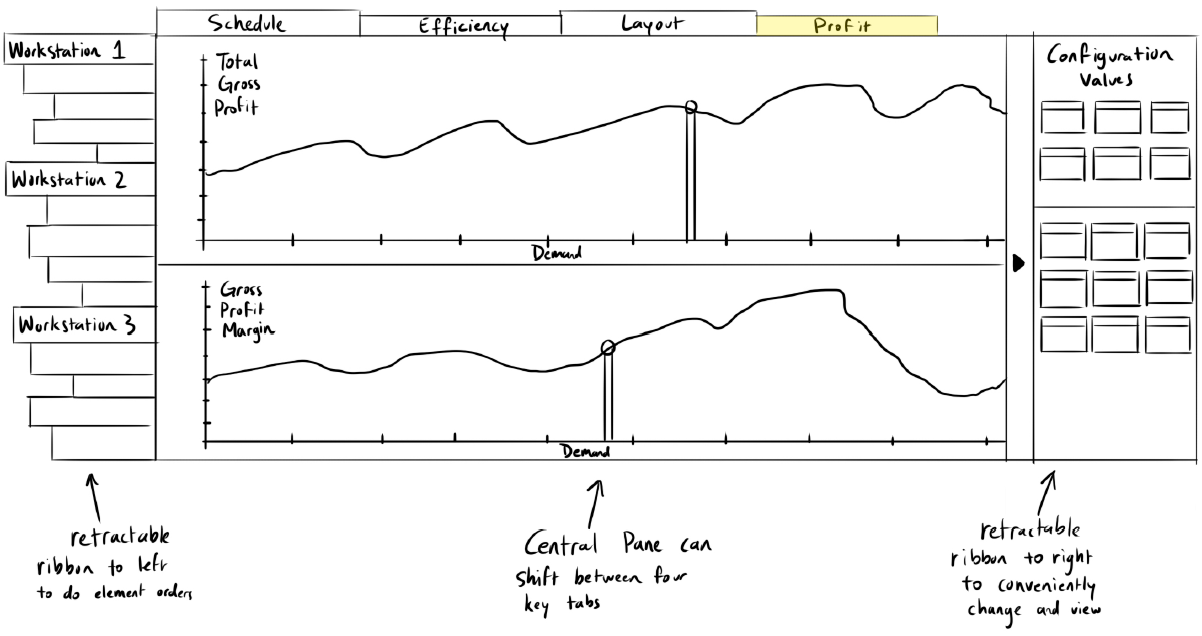 Schedule
Efficiency
Layout
Profit
Workstation 1
Workstation 2
Workstation 3
Total
Gross
Profit
Demand
Gross
Profit
Margin
Demand
Configuration
Values
retractable
ribbon to left
to do element orders
Central Pane can
shift between four
key tabs
retractable
ribbon to right
to conveniently
change and view